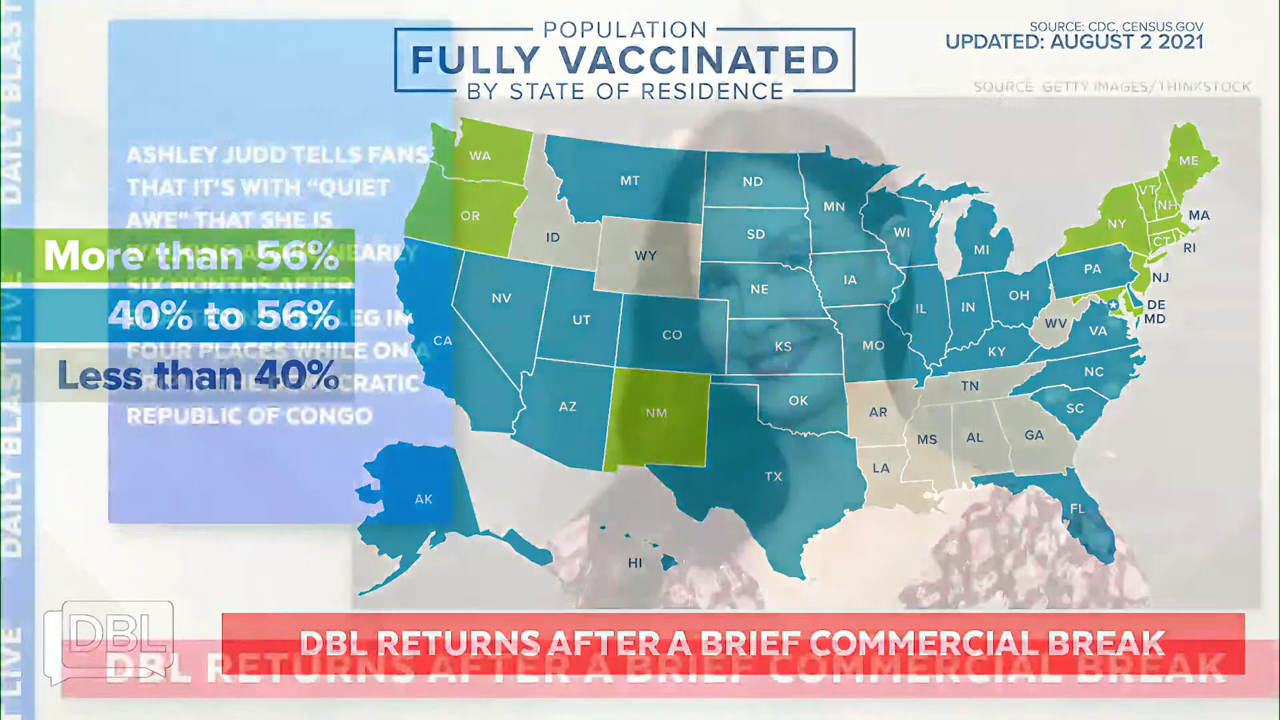 POPULATION
FULLY VACCINATED
BY STATE OF RESIDENCE
SOURCE: CDC, CENSUS.GOV
UPDATED: AUGUST 2 2021
SOURCE: GETTY IMAGES/THINKSTOCK
DAILY BLAST
DAILY BLAST LIVE
LIVE
ASHLEY JUDD TELLS FANS
THAT IT'S WITH "QUIET
AWE" THAT SHE IS
NEARLY
SIX MONTHS AFTER
LEG IN
FOUR PLACES WHILE ON A
REPUBLIC OF CONGO
More than 56%
40% to 56%
Less than 40%
WA
OR
CA
NV
ID
MT
WY
UT
CO
AZ
NM
ND
SD
NE
KS
OK
TX
MN
IA
MO
AR
LA
WI
IL
MI
IN
OH
KY
TN
MS
AL
GA
FL
SC
NC
VA
WV
PA
NY
VT
NH
ME
MA
RI
CT
NJ
DE
MD
AK
HI
DBL
DBL RETURNS AFTER A BRIEF COMMERCIAL BREAK
DBL RETURNS AFTER A BRIEF COMMERCIAL BREAK